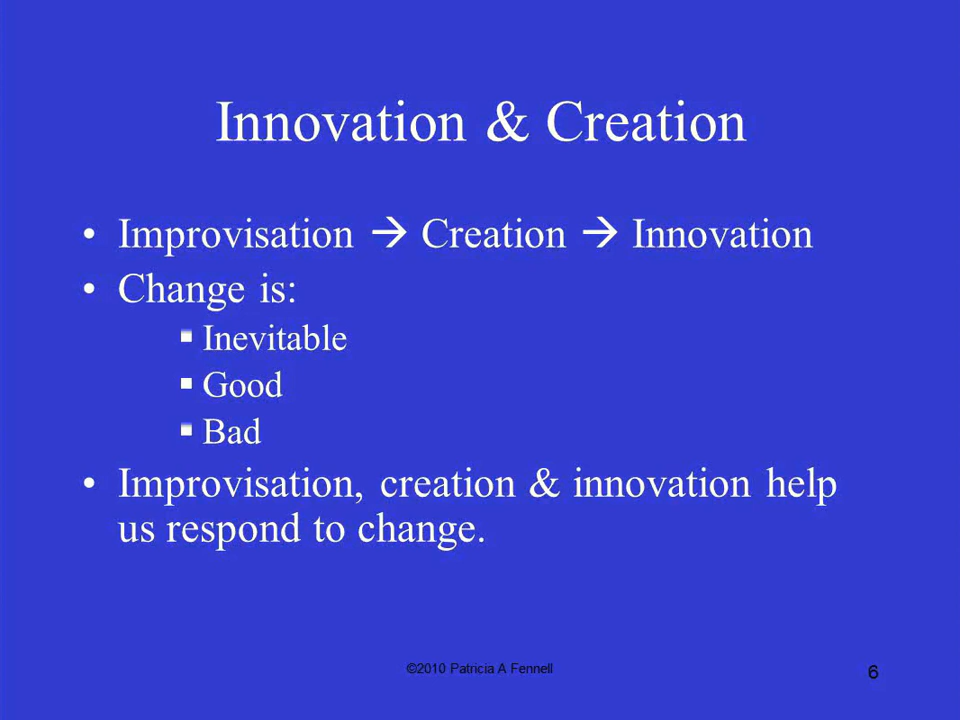 Innovation & Creation
• Improvisation → Creation → Innovation
• Change is:
▪ Inevitable
▪ Good
▪ Bad
• Improvisation, creation & innovation help
us respond to change.
©2010 Patricia A Fennell
6